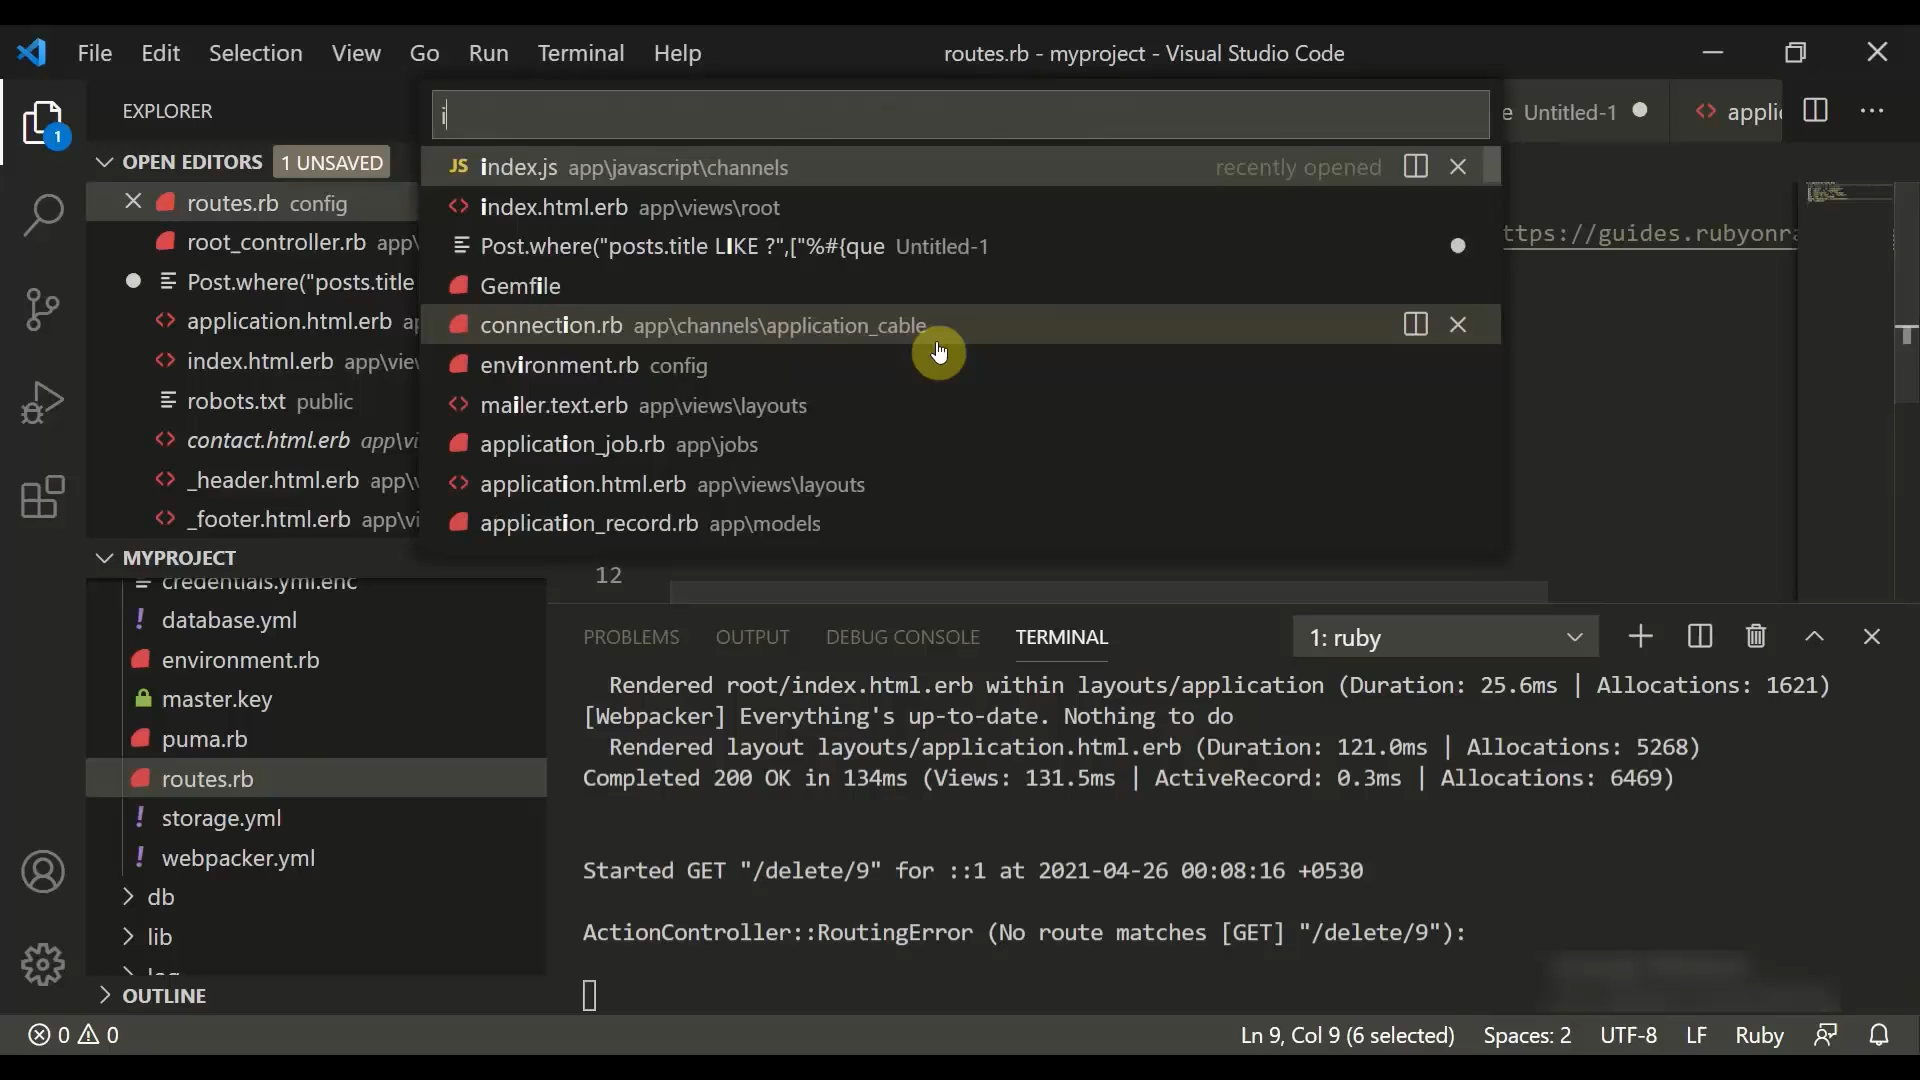 File Edit Selection View Go Run Terminal Help routes.rb - myproject - Visual Studio Code
EXPLORER
1
OPEN EDITORS 1 UNSAVED
routes.rb config
root_controller.rb app\
Post.where("posts.title
application.html.erb
index.html.erb app\vie
robots.txt public
contact.html.erb app\vi
_header.html.erb app\
_footer.html.erb app\vi
MYPROJECT
credentials.yml.enc
database.yml
environment.rb
master.key
puma.rb
routes.rb
storage.yml
webpacker.yml
db
lib
log
OUTLINE
i
JS index.js app\javascript\channels recently opened
index.html.erb app\views\root
Post.where("posts.title LIKE ?",["%#{que Untitled-1
Gemfile
connection.rb app\channels\application_cable
environment.rb config
mailer.text.erb app\views\layouts
application_job.rb app\jobs
application.html.erb app\views\layouts
application_record.rb app\models
e Untitled-1 applic
ttps://guides.rubyonra
12
PROBLEMS OUTPUT DEBUG CONSOLE TERMINAL 1: ruby
Rendered root/index.html.erb within layouts/application (Duration: 25.6ms | Allocations: 1621)
[Webpacker] Everything's up-to-date. Nothing to do
Rendered layout layouts/application.html.erb (Duration: 121.0ms | Allocations: 5268)
Completed 200 OK in 134ms (Views: 131.5ms | ActiveRecord: 0.3ms | Allocations: 6469)
Started GET "/delete/9" for ::1 at 2021-04-26 00:08:16 +0530
ActionController::RoutingError (No route matches [GET] "/delete/9"):
0 0 Ln 9, Col 9 (6 selected) Spaces: 2 UTF-8 LF Ruby